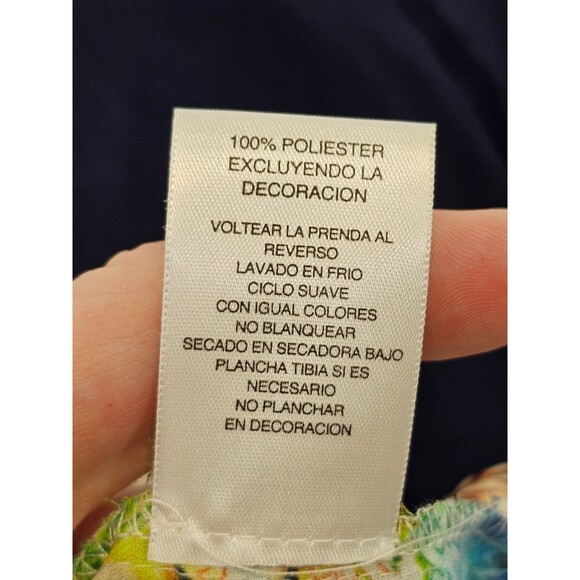 100% POLIESTER
EXCLUYENDO LA
DECORACION
VOLTEAR LA PRENDA AL
REVERSO
LAVADO EN FRIO
CICLO SUAVE
CON IGUAL COLORES
NO BLANQUEAR
SECADO EN SECADORA BAJO
PLANCHA TIBIA SI ES
NECESARIO
NO PLANCHAR
EN DECORACION